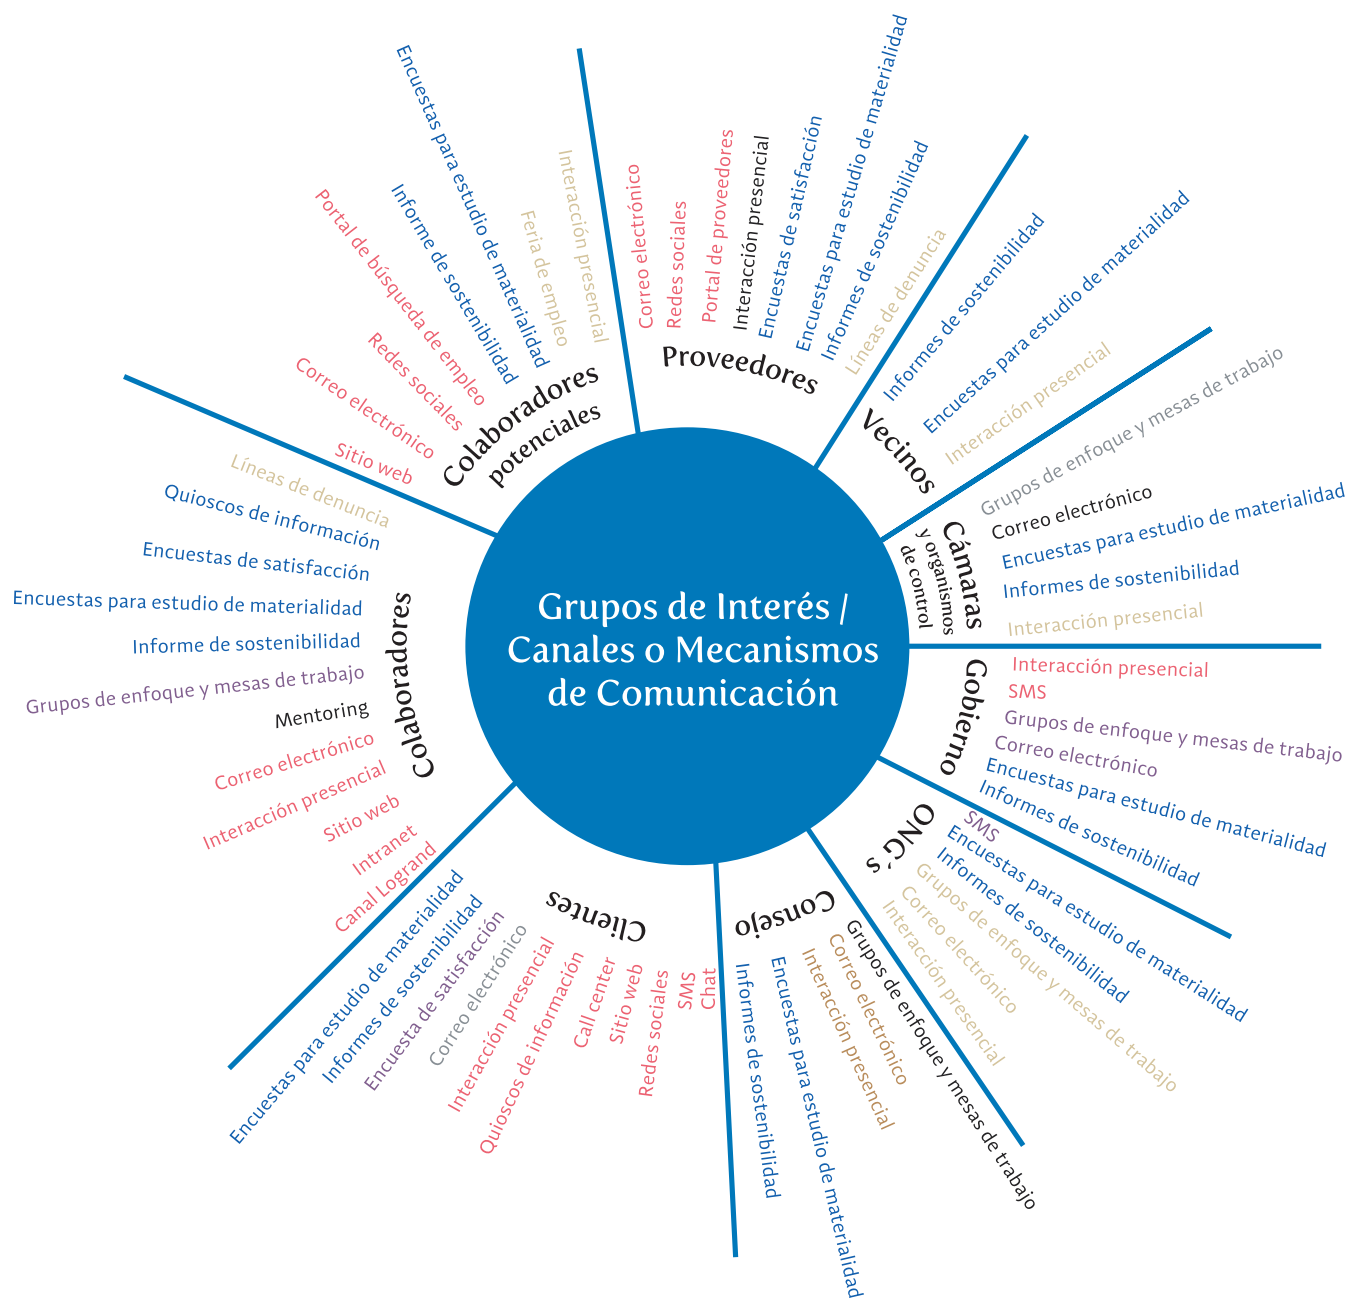 Grupos de Interés /
Canales o Mecanismos
de Comunicación
Proveedores
Correo electrónico
Redes sociales
Portal de proveedores
Interacción presencial
Encuestas de satisfacción
Encuestas para estudio de materialidad
Informes de sostenibilidad
Líneas de denuncia
Vecinos
Informes de sostenibilidad
Encuestas para estudio de materialidad
Interacción presencial
Cámaras
y organismos
de control
Grupos de enfoque y mesas de trabajo
Correo electrónico
Encuestas para estudio de materialidad
Informes de sostenibilidad
Interacción presencial
Gobierno
Interacción presencial
SMS
Grupos de enfoque y mesas de trabajo
Correo electrónico
Encuestas para estudio de materialidad
Informes de sostenibilidad
ONG´s
SMS
Encuestas para estudio de materialidad
Informes de sostenibilidad
Grupos de enfoque y mesas de trabajo
Correo electrónico
Interacción presencial
Consejo
Grupos de enfoque y mesas de trabajo
Correo electrónico
Interacción presencial
Encuestas para estudio de materialidad
Informes de sostenibilidad
Clientes
Chat
SMS
Redes sociales
Sitio web
Call center
Quioscos de información
Interacción presencial
Correo electrónico
Encuesta de satisfacción
Informes de sostenibilidad
Encuestas para estudio de materialidad
Colaboradores
Canal Logrand
Intranet
Sitio web
Interacción presencial
Correo electrónico
Mentoring
Grupos de enfoque y mesas de trabajo
Informe de sostenibilidad
Encuestas para estudio de materialidad
Encuestas de satisfacción
Quioscos de información
Líneas de denuncia
Colaboradores
potenciales
Sitio web
Correo electrónico
Redes sociales
Portal de búsqueda de empleo
Informe de sostenibilidad
Encuestas para estudio de materialidad
Feria de empleo
Interacción presencial